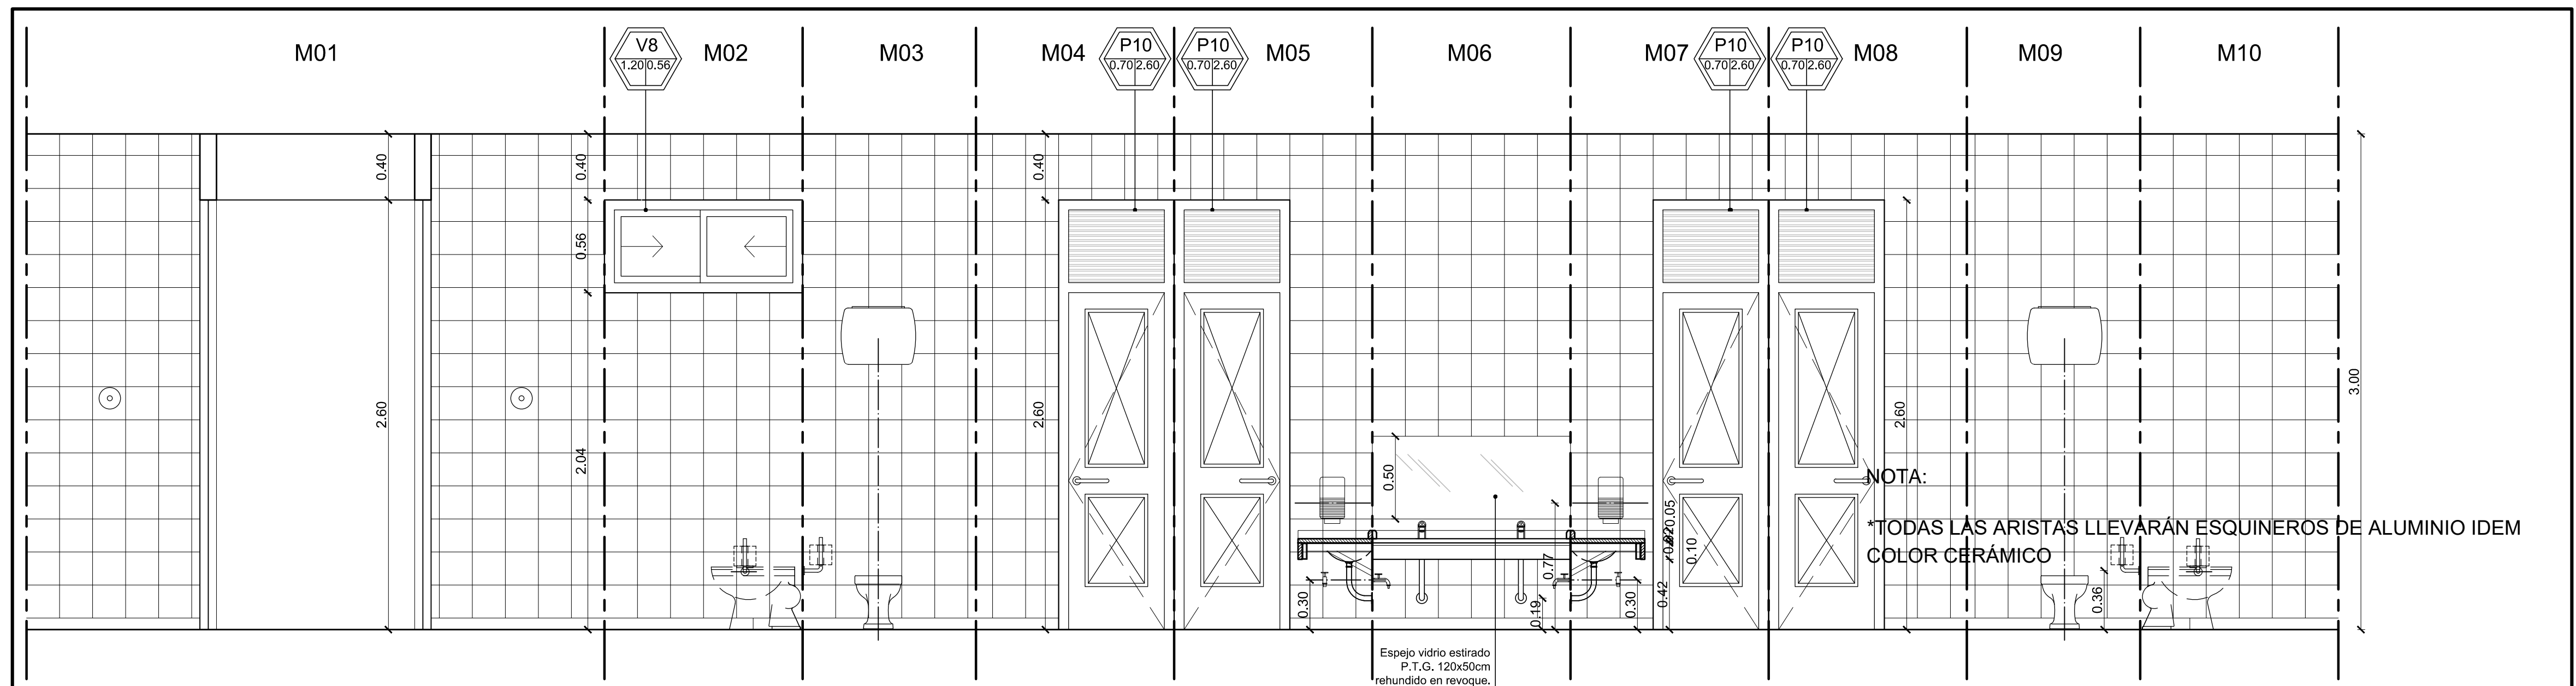 M01
V8
1.20 0.56
M02
M03
M04
P10
0.70 2.60
P10
0.70 2.60
M05
M06
M07
P10
0.70 2.60
P10
0.70 2.60
M08
M09
M10
0.40
0.40
0.40
0.56
2.60
2.04
2.60
2.60
3.00
0.50
0.05
0.10
0.77
0.42
0.30
0.19
0.30
0.36
NOTA:
*TODAS LAS ARISTAS LLEVARÁN ESQUINEROS DE ALUMINIO IDEM
COLOR CERÁMICO
Espejo vidrio estirado
P.T.G. 120x50cm
rehundido en revoque.